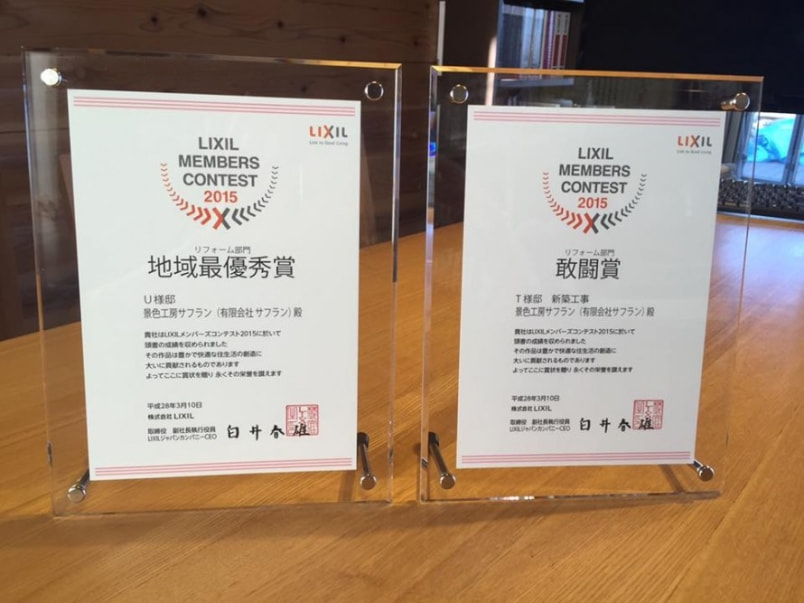 LIXIL
Link to Good Living
LIXIL
MEMBERS
CONTEST
2015
リフォーム部門
地域最優秀賞
U様邸
景色工房サフラン（有限会社 サフラン）殿
貴社はLIXILメンバーズコンテスト2015に於いて
頭書の成績を収められました
その作品は豊かで快適な住生活の創造に
大いに貢献されるものであります
よってここに賞状を贈り 永くその栄誉を讃えます
平成28年3月10日
株式会社 LIXIL
取締役 副社長執行役員
LIXILジャパンカンパニーCEO
白井春雄
LIXIL
Link to Good Living
LIXIL
MEMBERS
CONTEST
2015
リフォーム部門
敢闘賞
T様邸 新築工事
景色工房サフラン（有限会社 サフラン）殿
貴社はLIXILメンバーズコンテスト2015に於いて
頭書の成績を収められました
その作品は豊かで快適な住生活の創造に
大いに貢献されるものであります
よってここに賞状を贈り 永くその栄誉を讃えます
平成28年3月10日
株式会社 LIXIL
取締役 副社長執行役員
LIXILジャパンカンパニーCEO
白井春雄